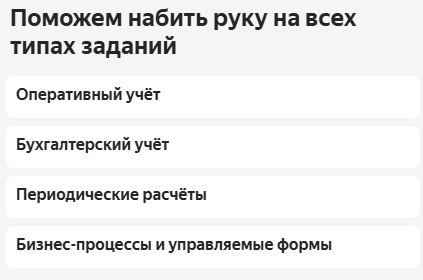 Поможем набить руку на всех
типах заданий
Оперативный учёт
Бухгалтерский учёт
Периодические расчёты
Бизнес-процессы и управляемые формы